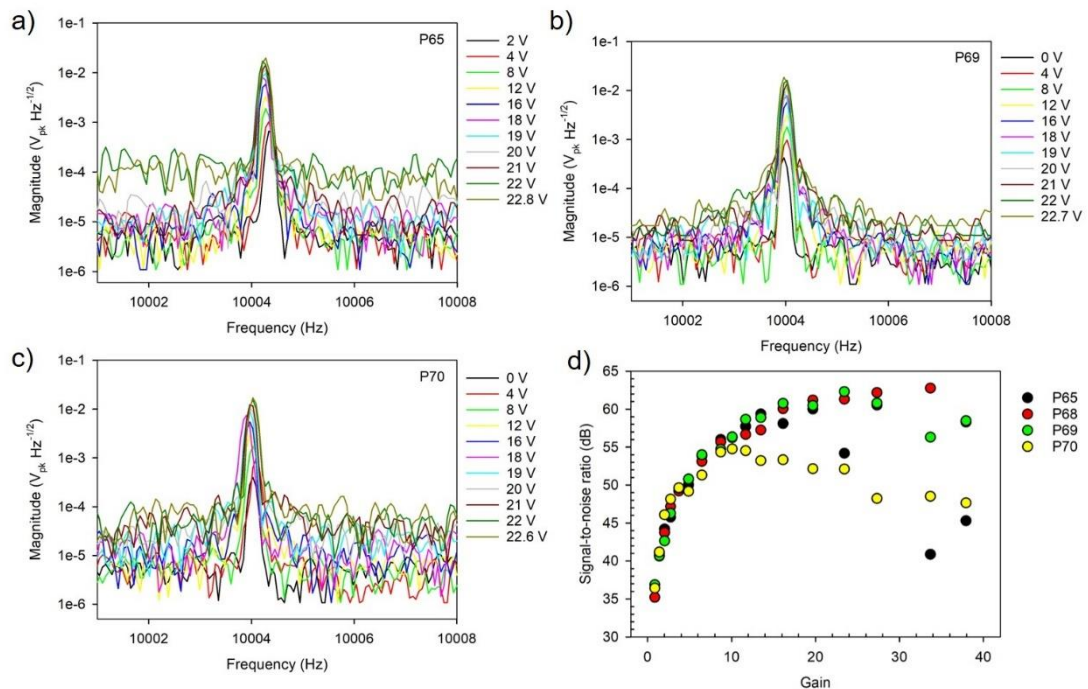 a)
P65
1e-1
1e-2
1e-3
1e-4
1e-5
1e-6
Magnitude (Vpk Hz-1/2)
10002
10004
10006
10008
Frequency (Hz)
2 V
4 V
8 V
12 V
16 V
18 V
19 V
20 V
21 V
22 V
22.8 V
b)
P69
1e-1
1e-2
1e-3
1e-4
1e-5
1e-6
Magnitude (Vpk Hz-1/2)
10002
10004
10006
10008
Frequency (Hz)
0 V
4 V
8 V
12 V
16 V
18 V
19 V
20 V
21 V
22 V
22.7 V
c)
P70
1e-1
1e-2
1e-3
1e-4
1e-5
1e-6
Magnitude (Vpk Hz-1/2)
10002
10004
10006
10008
Frequency (Hz)
0 V
4 V
8 V
12 V
16 V
18 V
19 V
20 V
21 V
22 V
22.6 V
d)
65
60
55
50
45
40
35
30
Signal-to-noise ratio (dB)
0
10
20
30
40
Gain
P65
P68
P69
P70